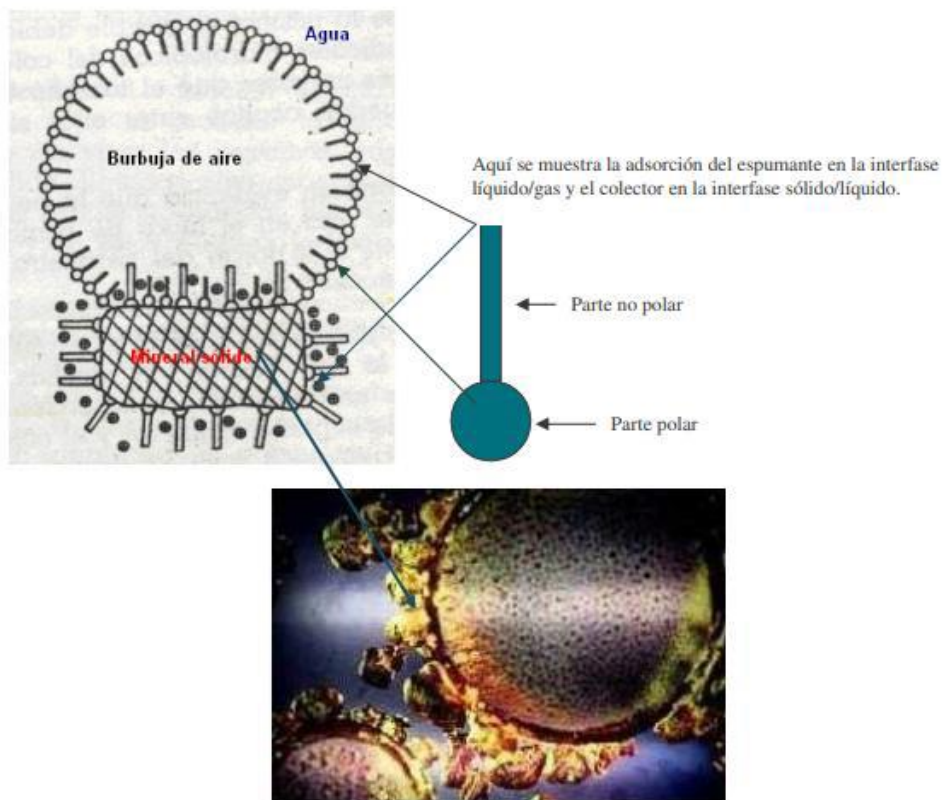 Agua
Burbuja de aire
Aquí se muestra la adsorción del espumante en la interfase
líquido/gas y el colector en la interfase sólido/líquido.
Parte no polar
Mineral sólido
Parte polar